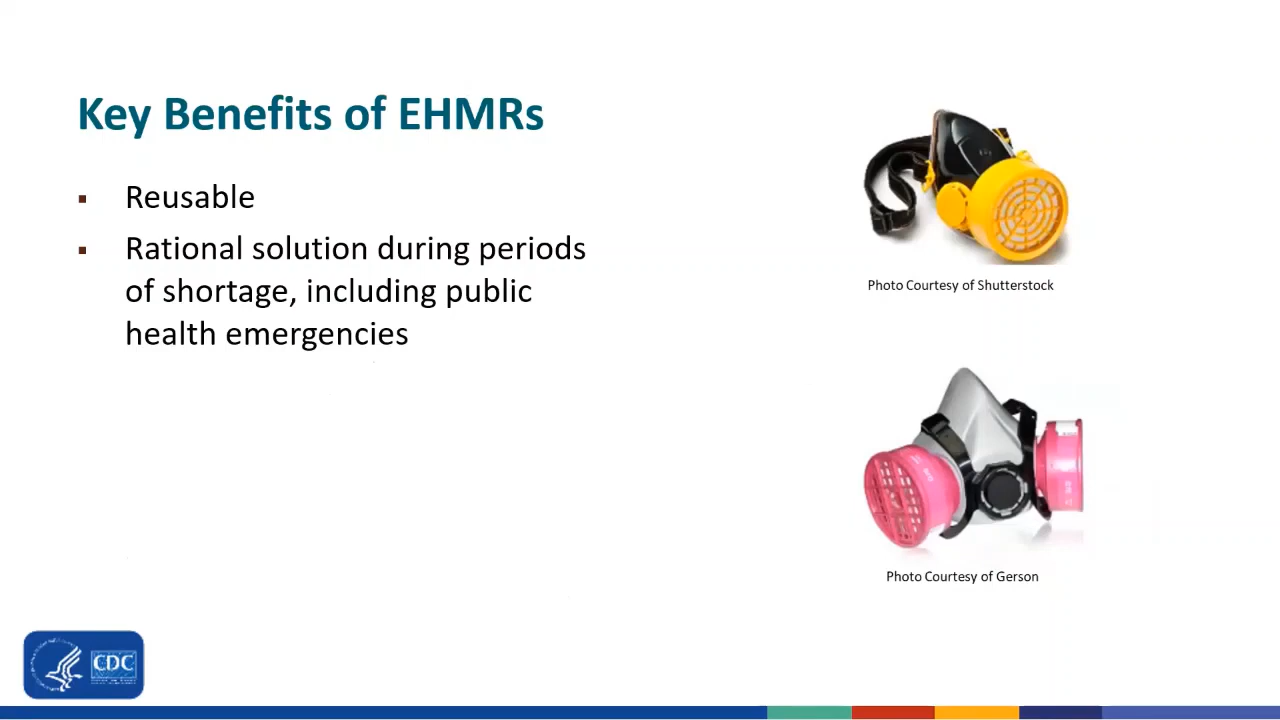 Key Benefits of EHMRs
▪ Reusable
▪ Rational solution during periods
of shortage, including public
health emergencies
Photo Courtesy of Shutterstock
Photo Courtesy of Gerson
CDC